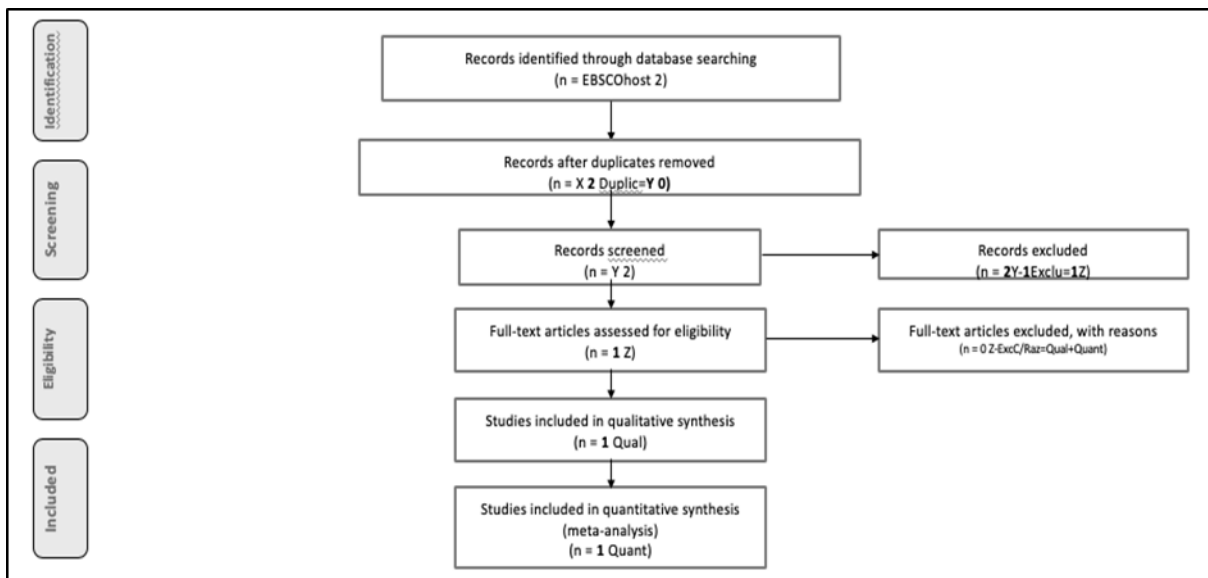 Identification
Records identified through database searching
(n = EBSCOhost 2)
Records after duplicates removed
(n = X 2 Duplic=Y 0)
Screening
Records screened
(n = Y 2)
Records excluded
(n = 2Y-1Exclu=1Z)
Eligibility
Full-text articles assessed for eligibility
(n = 1 Z)
Full-text articles excluded, with reasons
(n = 0 Z-ExcC/Raz=Qual+Quant)
Studies included in qualitative synthesis
(n = 1 Qual)
Included
Studies included in quantitative synthesis
(meta-analysis)
(n = 1 Quant)